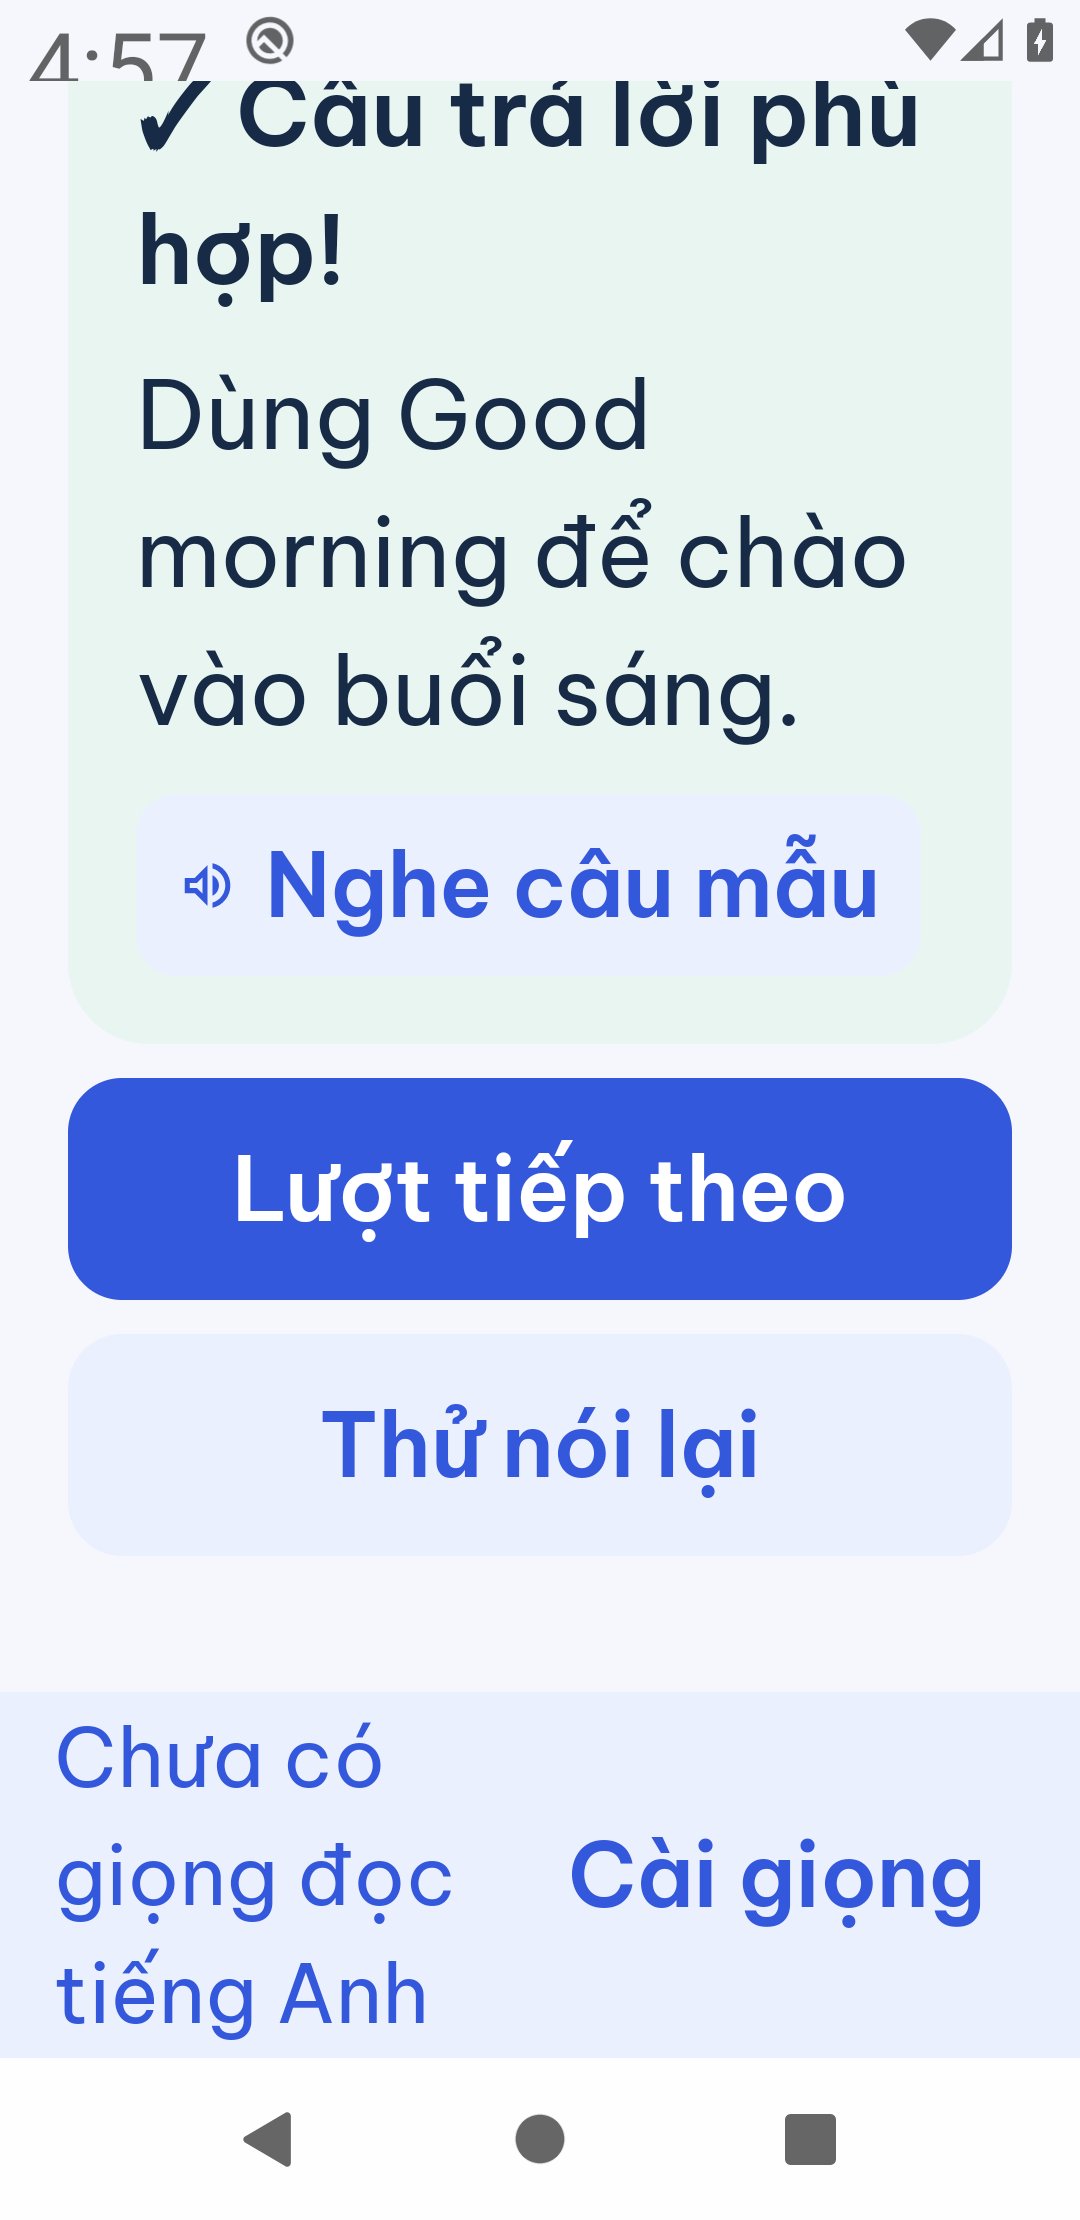 4:57
✓ Câu trả lời phù
hợp!
Dùng Good
morning để chào
vào buổi sáng.
Nghe câu mẫu
Lượt tiếp theo
Thử nói lại
Chưa có
giọng đọc
tiếng Anh
Cài giọng